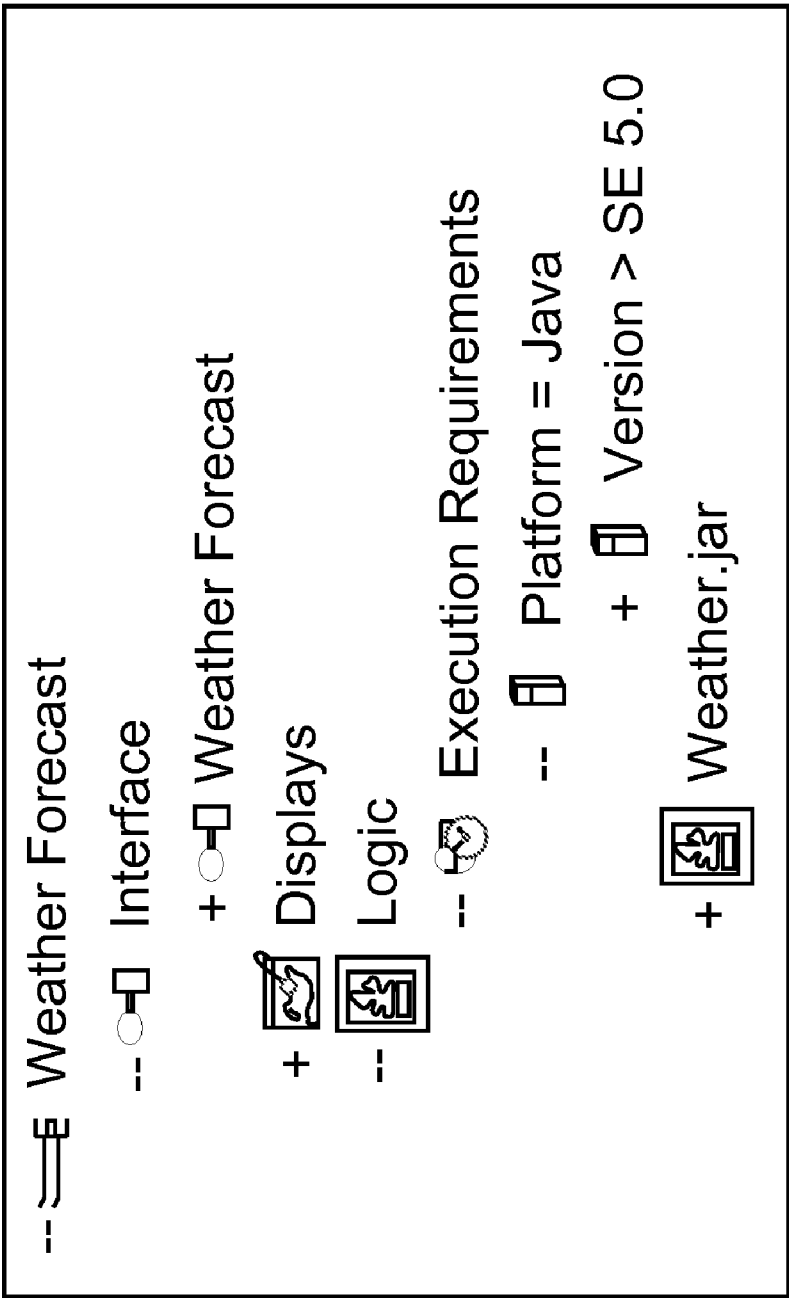 -- Weather Forecast
-- Interface
+ Weather Forecast
+ Displays
-- Logic
-- Execution Requirements
-- Platform = Java
+ Version > SE 5.0
+ Weather.jar